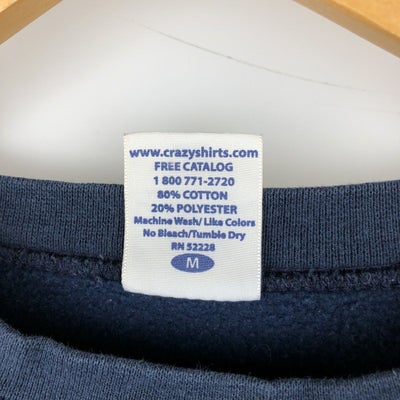 www.crazyshirts.com
FREE CATALOG
1 800 771-2720
80% COTTON
20% POLYESTER
Machine Wash/ Like Colors
No Bleach/Tumble Dry
RN 52228
M